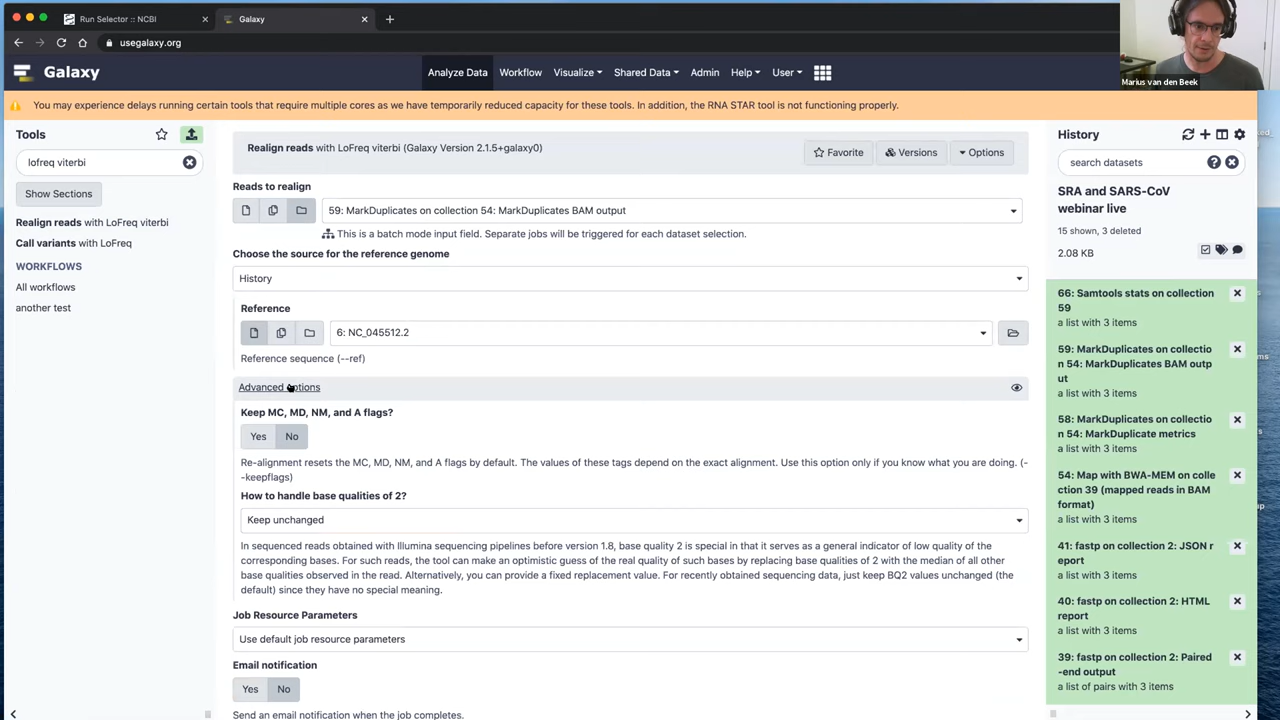 Run Selector :: NCBI
Galaxy
usegalaxy.org
Galaxy
Analyze Data
Workflow
Visualize
Shared Data
Admin
Help
User
Marius van den Beek
You may experience delays running certain tools that require multiple cores as we have temporarily reduced capacity for these tools. In addition, the RNA STAR tool is not functioning properly.
Tools
lofreq viterbi
Show Sections
Realign reads with LoFreq viterbi
Call variants with LoFreq
WORKFLOWS
All workflows
another test
Realign reads with LoFreq viterbi (Galaxy Version 2.1.5+galaxy0)
Favorite
Versions
Options
Reads to realign
59: MarkDuplicates on collection 54: MarkDuplicates BAM output
This is a batch mode input field. Separate jobs will be triggered for each dataset selection.
Choose the source for the reference genome
History
Reference
6: NC_045512.2
Reference sequence (--ref)
Advanced options
Keep MC, MD, NM, and A flags?
Yes
No
Re-alignment resets the MC, MD, NM, and A flags by default. The values of these tags depend on the exact alignment. Use this option only if you know what you are doing. (-
-keepflags)
How to handle base qualities of 2?
Keep unchanged
In sequenced reads obtained with Illumina sequencing pipelines before version 1.8, base quality 2 is special in that it serves as a general indicator of low quality of the
corresponding bases. For such reads, the tool can make an optimistic guess of the real quality of such bases by replacing base qualities of 2 with the median of all other
base qualities observed in the read. Alternatively, you can provide a fixed replacement value. For recently obtained sequencing data, just keep BQ2 values unchanged (the
default) since they have no special meaning.
Job Resource Parameters
Use default job resource parameters
Email notification
Yes
No
Send an email notification when the job completes.
History
search datasets
SRA and SARS-CoV
webinar live
15 shown, 3 deleted
2.08 KB
66: Samtools stats on collection
59
a list with 3 items
59: MarkDuplicates on collectio
n 54: MarkDuplicates BAM outp
ut
a list with 3 items
58: MarkDuplicates on collectio
n 54: MarkDuplicate metrics
a list with 3 items
54: Map with BWA-MEM on colle
ction 39 (mapped reads in BAM
format)
a list with 3 items
41: fastp on collection 2: JSON r
eport
a list with 3 items
40: fastp on collection 2: HTML
report
a list with 3 items
39: fastp on collection 2: Paired
-end output
a list of pairs with 3 items